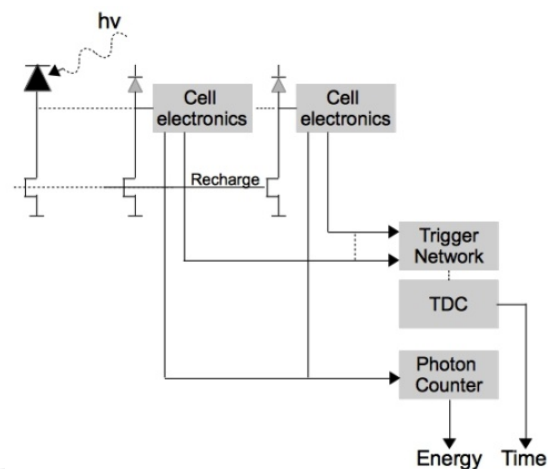 hv
Cell
electronics
Cell
electronics
Recharge
Trigger
Network
TDC
Photon
Counter
Energy Time